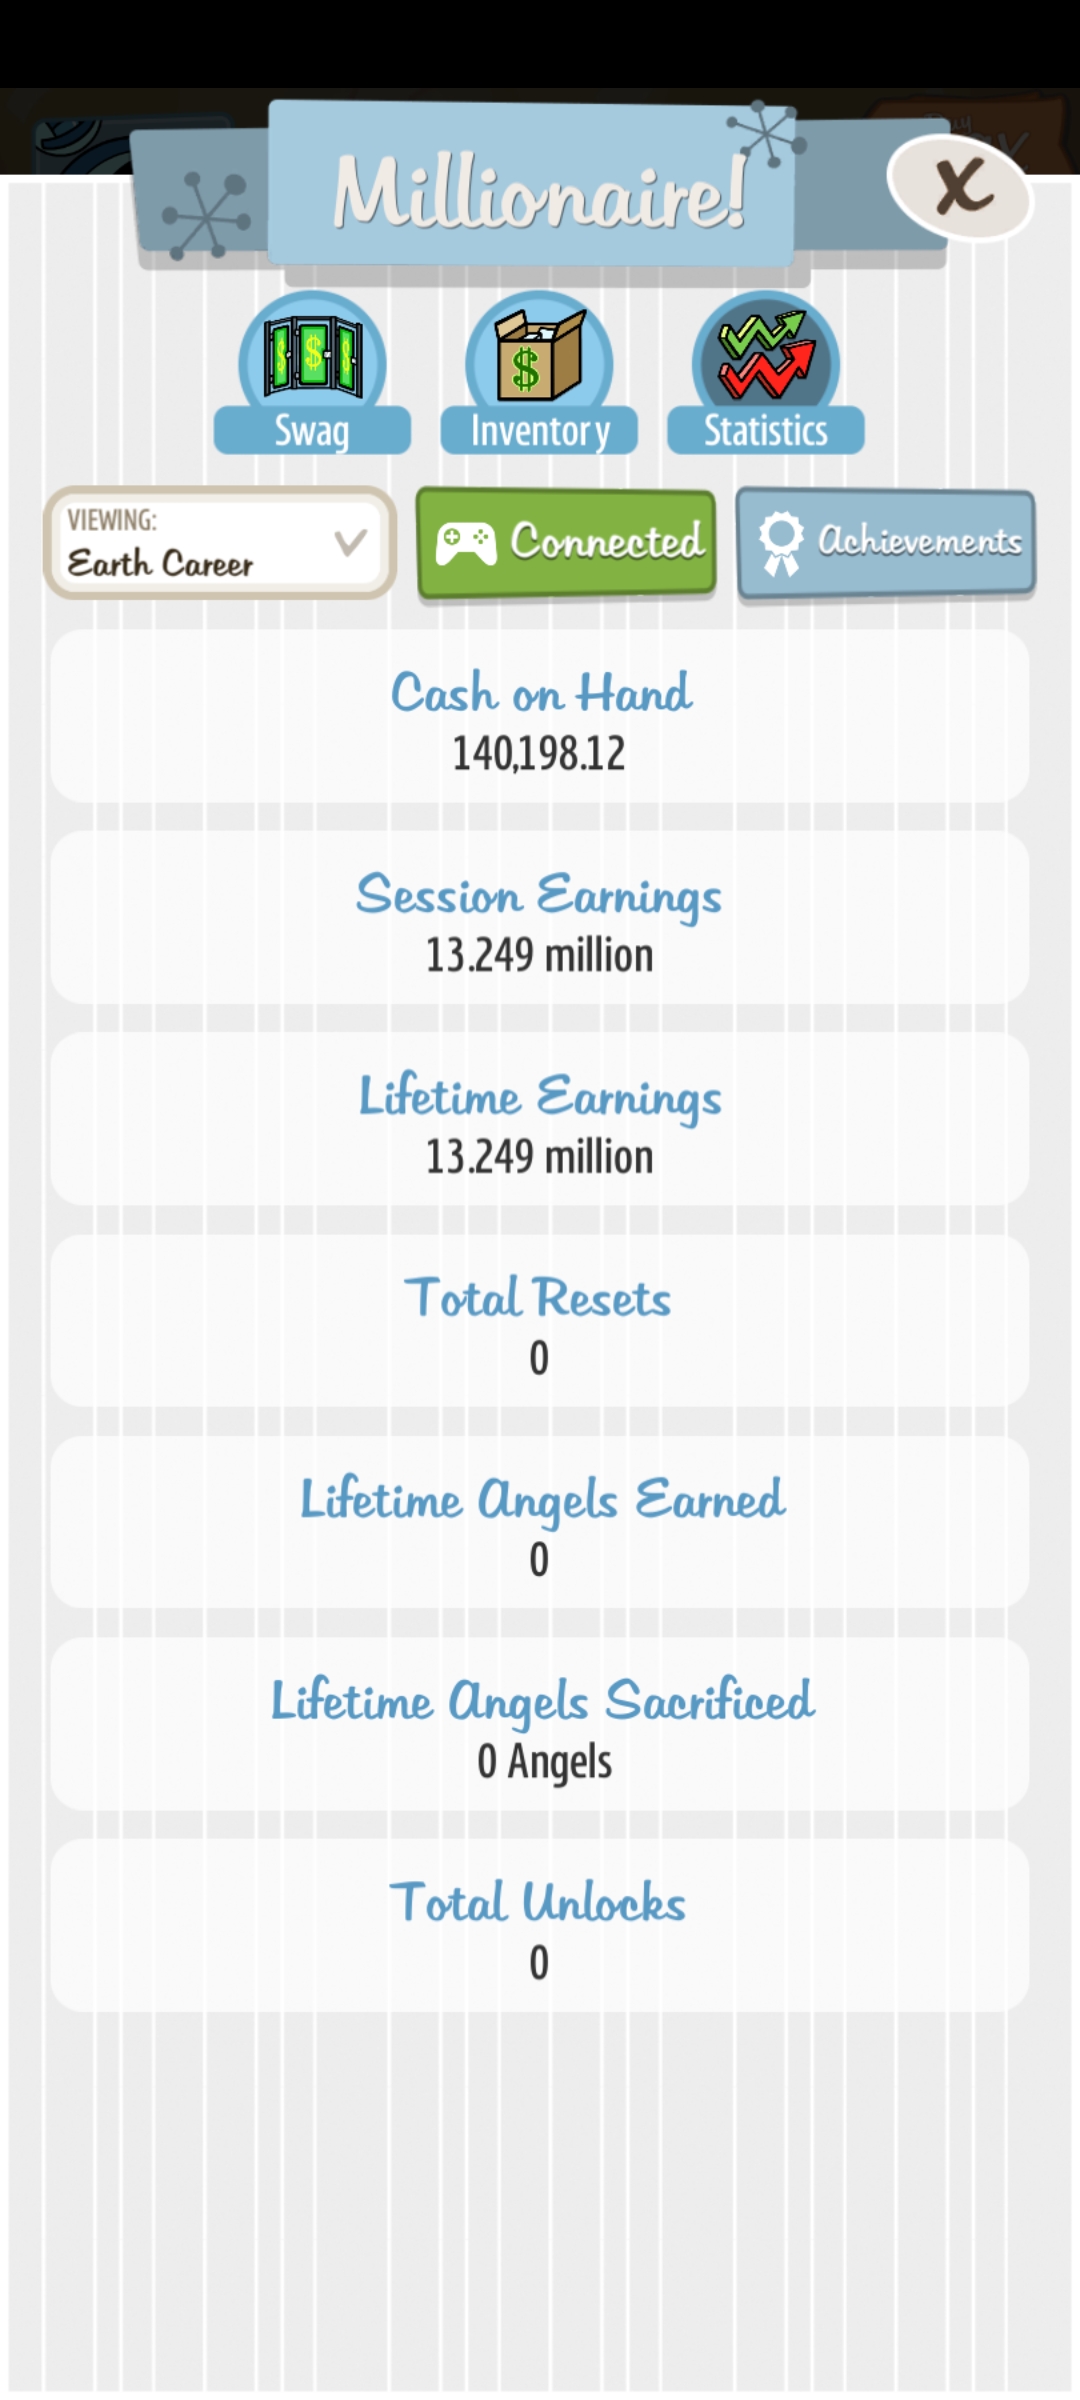 Millionaire!
X
Swag
Inventory
Statistics
VIEWING:
Earth Career
Connected
Achievements
Cash on Hand
140,198.12
Session Earnings
13.249 million
Lifetime Earnings
13.249 million
Total Resets
0
Lifetime Angels Earned
0
Lifetime Angels Sacrificed
0 Angels
Total Unlocks
0